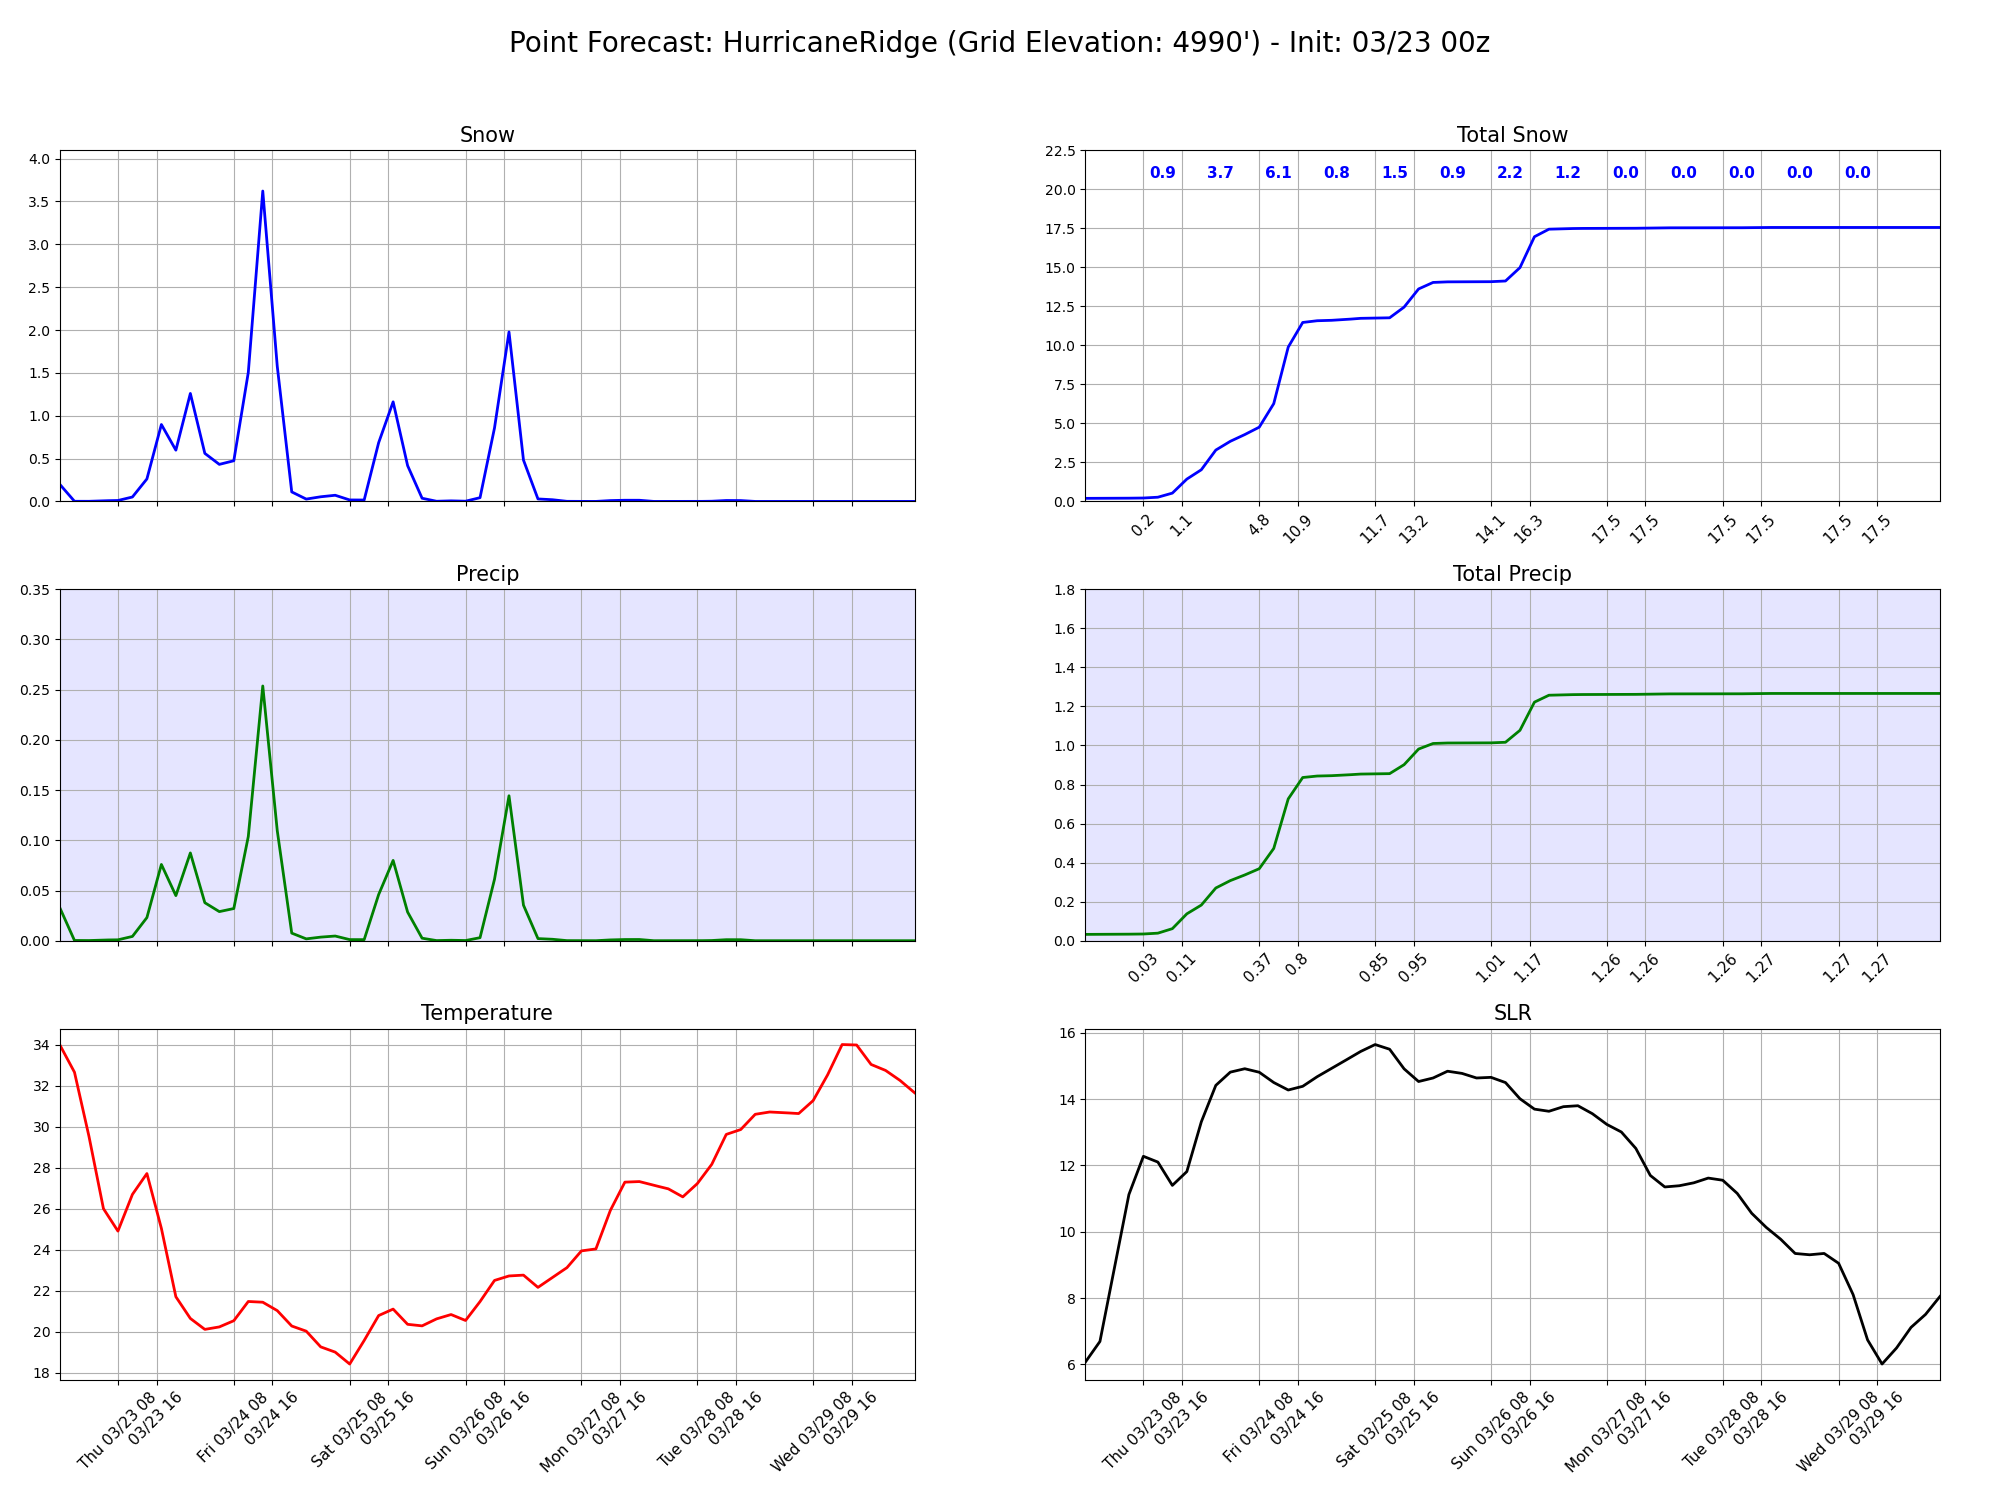 Point Forecast: HurricaneRidge (Grid Elevation: 4990') - Init: 03/23 00z
Snow
4.0
3.5
3.0
2.5
2.0
1.5
1.0
0.5
0.0
Total Snow
22.5
20.0
17.5
15.0
12.5
10.0
7.5
5.0
2.5
0.0
0.9 3.7 6.1 0.8 1.5 0.9 2.2 1.2 0.0 0.0 0.0 0.0 0.0
0.2 1.1 4.8 10.9 11.7 13.2 14.1 16.3 17.5 17.5 17.5 17.5 17.5 17.5
Precip
0.35
0.30
0.25
0.20
0.15
0.10
0.05
0.00
Total Precip
1.8
1.6
1.4
1.2
1.0
0.8
0.6
0.4
0.2
0.0
0.03 0.11 0.37 0.8 0.85 0.95 1.01 1.17 1.26 1.26 1.26 1.27 1.27 1.27
Temperature
34
32
30
28
26
24
22
20
18
Thu 03/23 08
03/23 16
Fri 03/24 08
03/24 16
Sat 03/25 08
03/25 16
Sun 03/26 08
03/26 16
Mon 03/27 08
03/27 16
Tue 03/28 08
03/28 16
Wed 03/29 08
03/29 16
SLR
16
14
12
10
8
6
Thu 03/23 08
03/23 16
Fri 03/24 08
03/24 16
Sat 03/25 08
03/25 16
Sun 03/26 08
03/26 16
Mon 03/27 08
03/27 16
Tue 03/28 08
03/28 16
Wed 03/29 08
03/29 16